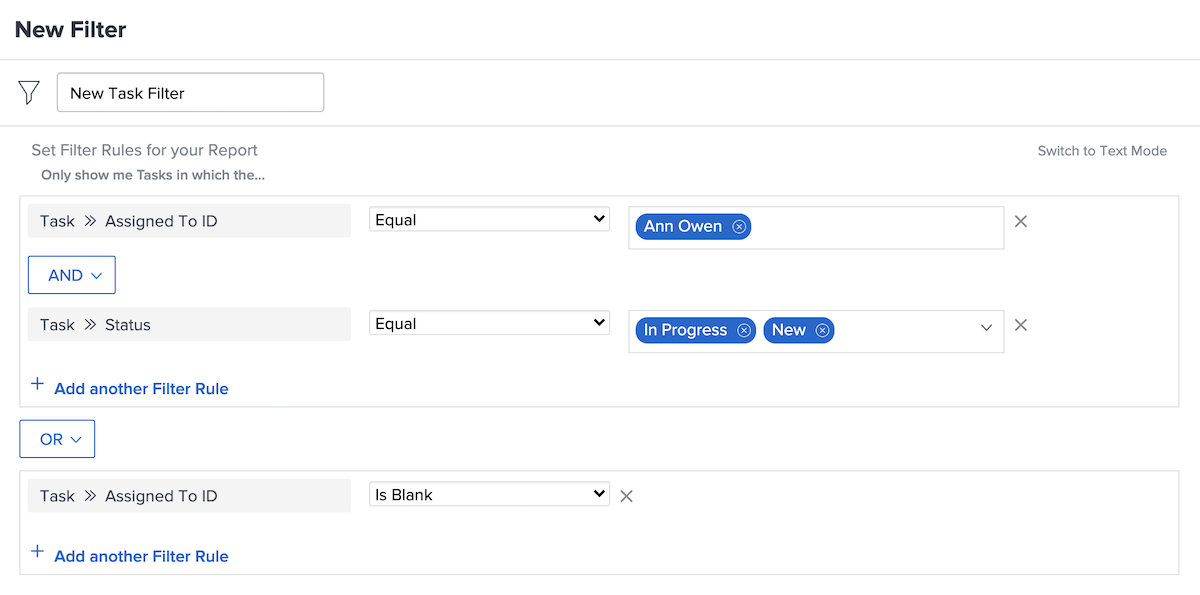 New Filter
New Task Filter
Set Filter Rules for your Report
Switch to Text Mode
Only show me Tasks in which the...
Task » Assigned To ID
Equal
Ann Owen
AND
Task » Status
Equal
In Progress
New
+ Add another Filter Rule
OR
Task » Assigned To ID
Is Blank
+ Add another Filter Rule